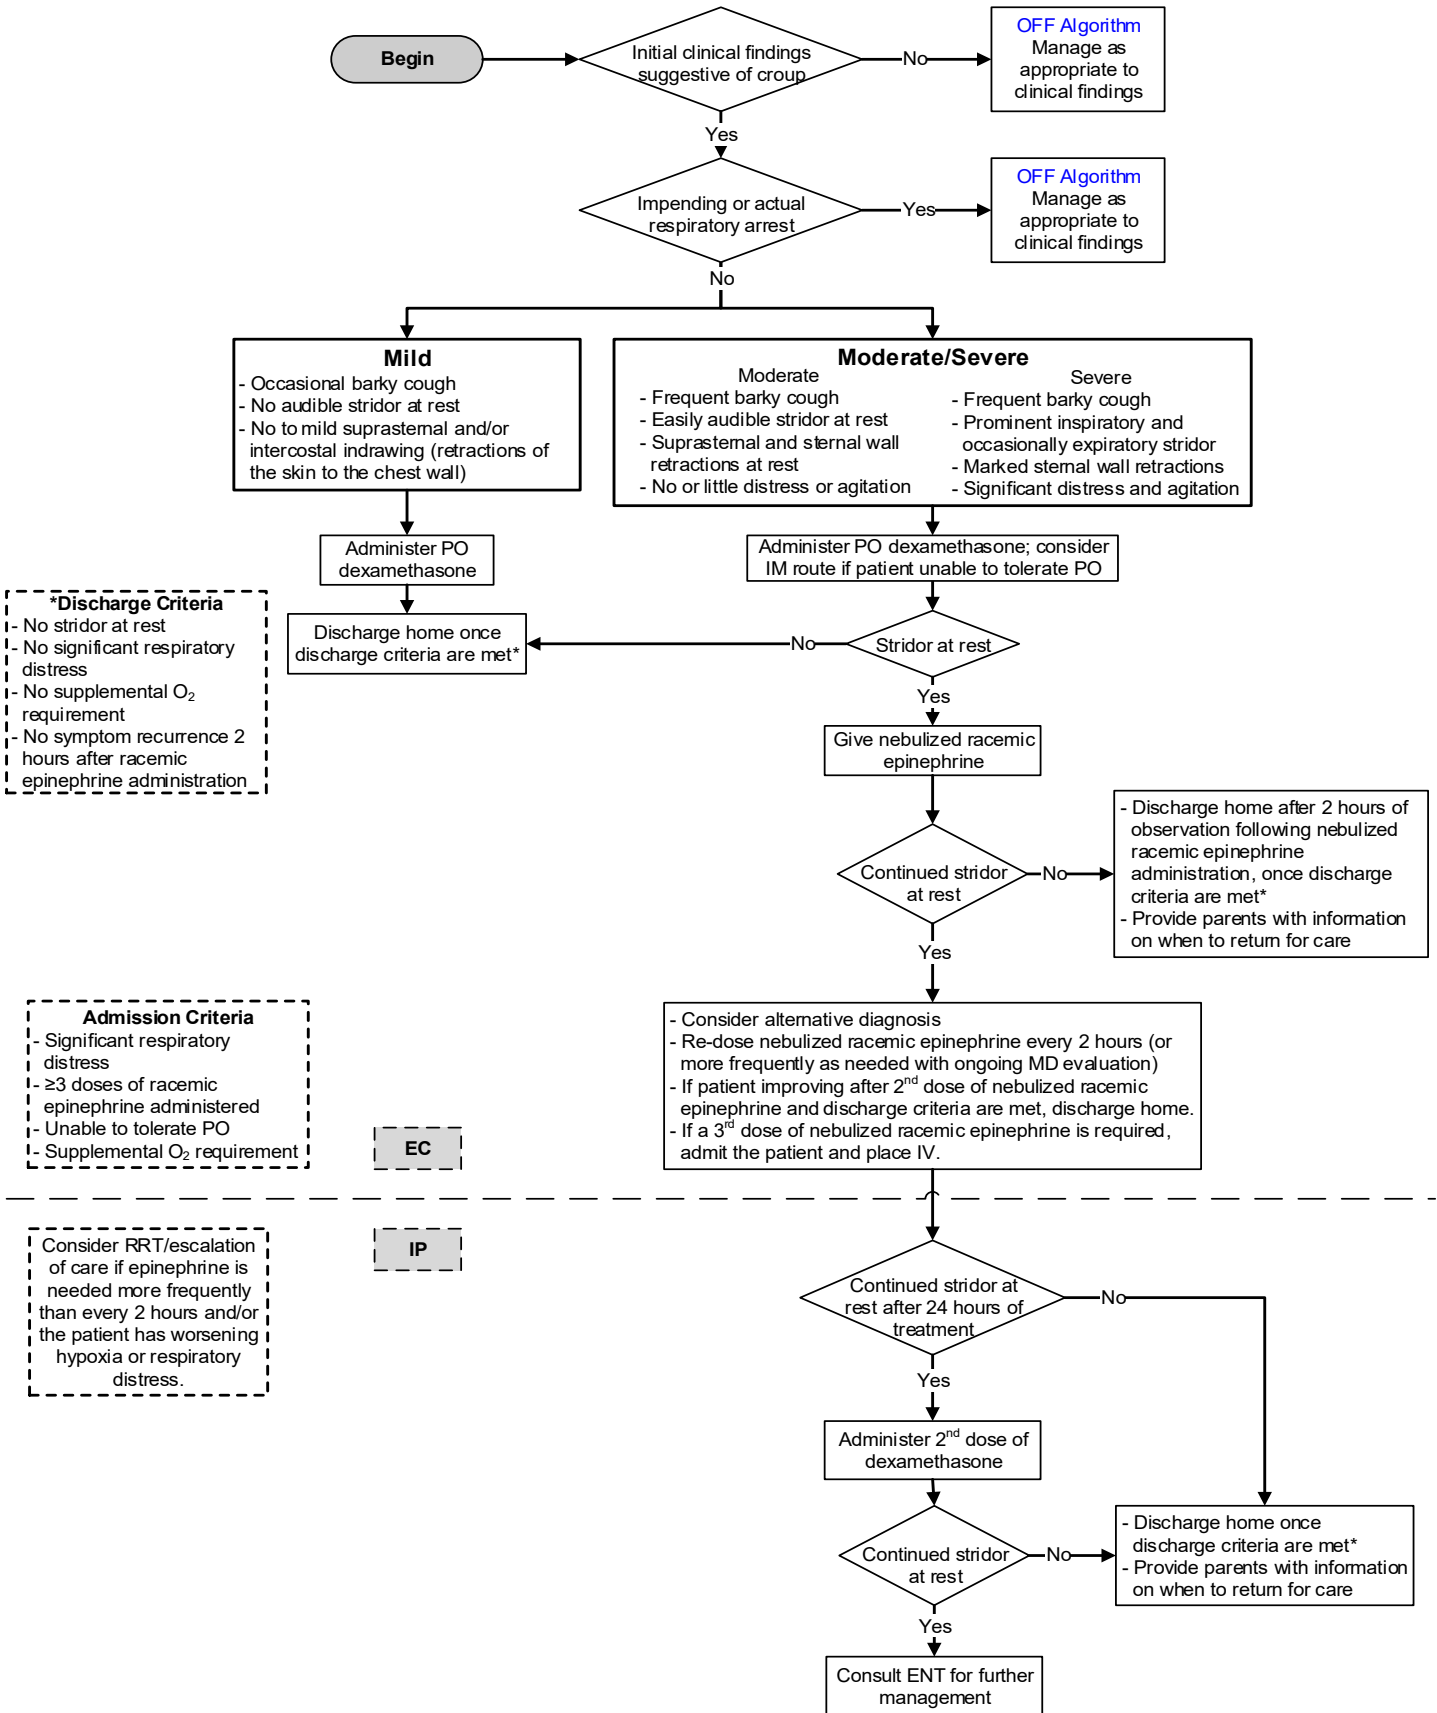 Begin
Initial clinical findings
suggestive of croup
No
OFF Algorithm
Manage as
appropriate to
clinical findings
Yes
Impending or actual
respiratory arrest
Yes
OFF Algorithm
Manage as
appropriate to
clinical findings
No
Mild
- Occasional barky cough
- No audible stridor at rest
- No to mild suprasternal and/or
intercostal indrawing (retractions of
the skin to the chest wall)
Moderate/Severe
Moderate
- Frequent barky cough
- Easily audible stridor at rest
- Suprasternal and sternal wall
retractions at rest
- No or little distress or agitation
Severe
- Frequent barky cough
- Prominent inspiratory and
occasionally expiratory stridor
- Marked sternal wall retractions
- Significant distress and agitation
Administer PO
dexamethasone
Administer PO dexamethasone; consider
IM route if patient unable to tolerate PO
*Discharge Criteria
- No stridor at rest
- No significant respiratory
distress
- No supplemental O₂
requirement
- No symptom recurrence 2
hours after racemic
epinephrine administration
Discharge home once
discharge criteria are met*
No
Stridor at rest
Yes
Give nebulized racemic
epinephrine
Continued stridor
at rest
No
- Discharge home after 2 hours of
observation following nebulized
racemic epinephrine
administration, once discharge
criteria are met*
- Provide parents with information
on when to return for care
Yes
Admission Criteria
- Significant respiratory
distress
- ≥3 doses of racemic
epinephrine administered
- Unable to tolerate PO
- Supplemental O₂ requirement
EC
- Consider alternative diagnosis
- Re-dose nebulized racemic epinephrine every 2 hours (or
more frequently as needed with ongoing MD evaluation)
- If patient improving after 2nd dose of nebulized racemic
epinephrine and discharge criteria are met, discharge home.
- If a 3rd dose of nebulized racemic epinephrine is required,
admit the patient and place IV.
Consider RRT/escalation
of care if epinephrine is
needed more frequently
than every 2 hours and/or
the patient has worsening
hypoxia or respiratory
distress.
IP
Continued stridor at
rest after 24 hours of
treatment
No
Yes
Administer 2nd dose of
dexamethasone
Continued stridor
at rest
No
- Discharge home once
discharge criteria are met*
- Provide parents with information
on when to return for care
Yes
Consult ENT for further
management